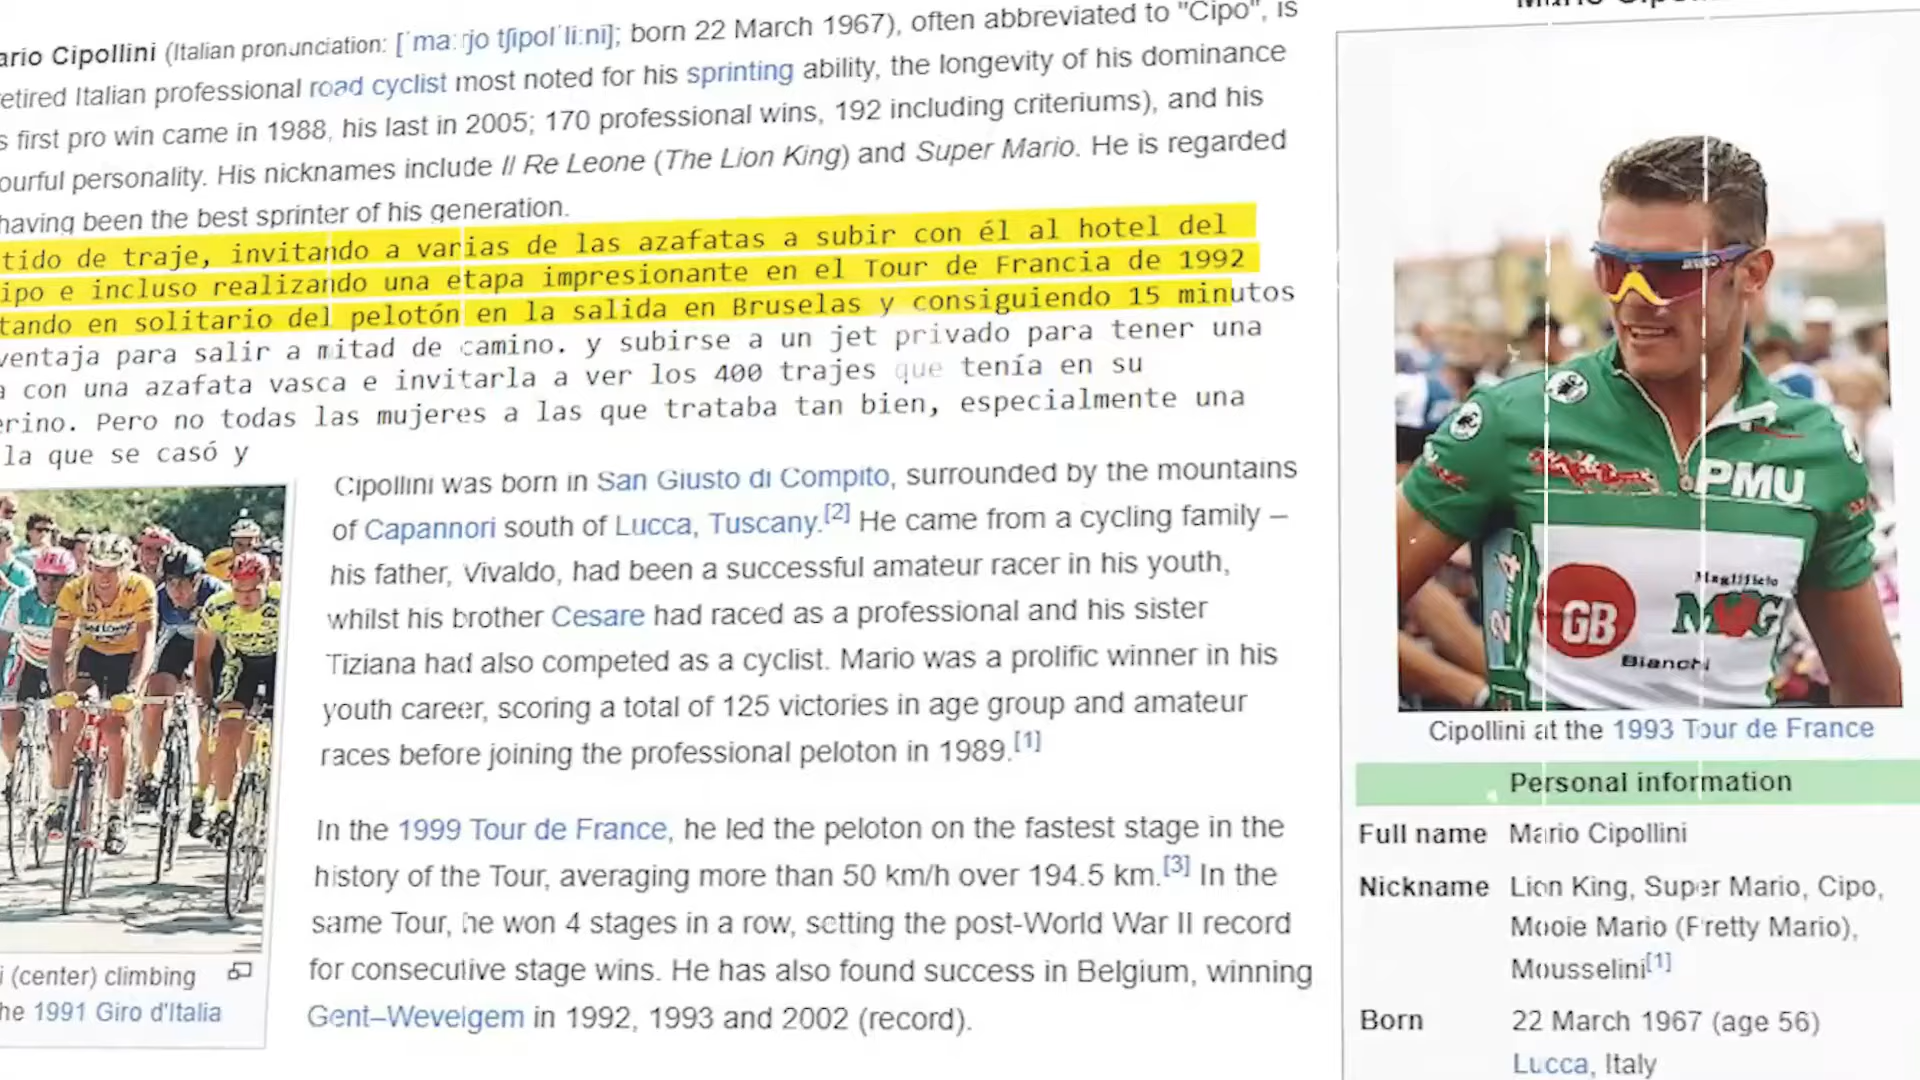 ario Cipollini (Italian pronunciation: [ˈmaːrjo tʃipolˈliːni]; born 22 March 1967), often abbreviated to "Cipo", is
etired Italian professional road cyclist most noted for his sprinting ability, the longevity of his dominance
s first pro win came in 1988, his last in 2005; 170 professional wins, 192 including criteriums), and his
ourful personality. His nicknames include Il Re Leone (The Lion King) and Super Mario. He is regarded
having been the best sprinter of his generation.
tido de traje, invitando a varias de las azafatas a subir con él al hotel del
ipo e incluso realizando una etapa impresionante en el Tour de Francia de 1992
tando en solitario del pelotón en la salida en Bruselas y consiguiendo 15 minutos
ventaja para salir a mitad de camino. y subirse a un jet privado para tener una
a con una azafata vasca e invitarla a ver los 400 trajes que tenía en su
erino. Pero no todas las mujeres a las que trataba tan bien, especialmente una
la que se casó y
Cipollini was born in San Giusto di Compito, surrounded by the mountains
of Capannori south of Lucca, Tuscany.[2] He came from a cycling family –
his father, Vivaldo, had been a successful amateur racer in his youth,
whilst his brother Cesare had raced as a professional and his sister
Tiziana had also competed as a cyclist. Mario was a prolific winner in his
youth career, scoring a total of 125 victories in age group and amateur
races before joining the professional peloton in 1989.[1]
In the 1999 Tour de France, he led the peloton on the fastest stage in the
history of the Tour, averaging more than 50 km/h over 194.5 km.[3] In the
same Tour, he won 4 stages in a row, setting the post-World War II record
for consecutive stage wins. He has also found success in Belgium, winning
Gent–Wevelgem in 1992, 1993 and 2002 (record).
i (center) climbing
he 1991 Giro d'Italia
Mario Cipollini
PMU
GB
Maglificio
MG
Bianchi
Cipollini at the 1993 Tour de France
Personal information
Full name Mario Cipollini
Nickname Lion King, Super Mario, Cipo,
Mooie Mario (Pretty Mario),
Mousselini[1]
Born 22 March 1967 (age 56)
Lucca, Italy